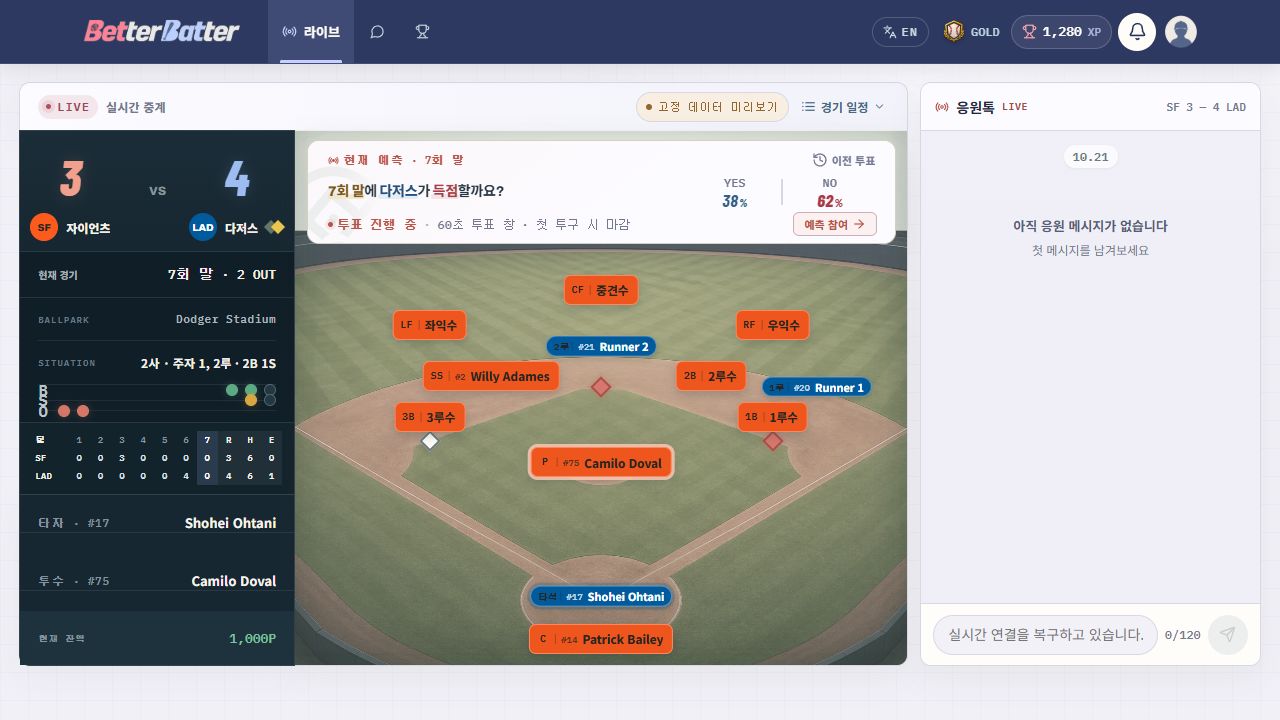 BetterBatter
라이브
EN
GOLD
1,280 XP
LIVE 실시간 중계
고정 데이터 미리보기
경기 일정
3 VS 4
SF 자이언츠
LAD 다저스
현재 경기 7회 말 · 2 OUT
BALLPARK Dodger Stadium
SITUATION 2사 · 주자 1, 2루 · 2B 1S
B
S
O
팀 1 2 3 4 5 6 7 R H E
SF 0 0 3 0 0 0 0 3 6 0
LAD 0 0 0 0 0 4 0 4 6 1
타자 · #17 Shohei Ohtani
투수 · #75 Camilo Doval
현재 잔액 1,000P
현재 예측 · 7회 말
이전 투표
7회 말에 다저스가 득점할까요?
YES
38%
NO
62%
투표 진행 중 · 60초 투표 창 · 첫 투구 시 마감
예측 참여
CF 중견수
LF 좌익수
RF 우익수
2루 #21 Runner 2
SS #2 Willy Adames
2B 2루수
1루 #20 Runner 1
3B 3루수
1B 1루수
P #75 Camilo Doval
타석 #17 Shohei Ohtani
C #14 Patrick Bailey
응원톡 LIVE
SF 3 — 4 LAD
10.21
아직 응원 메시지가 없습니다
첫 메시지를 남겨보세요
실시간 연결을 복구하고 있습니다.
0/120